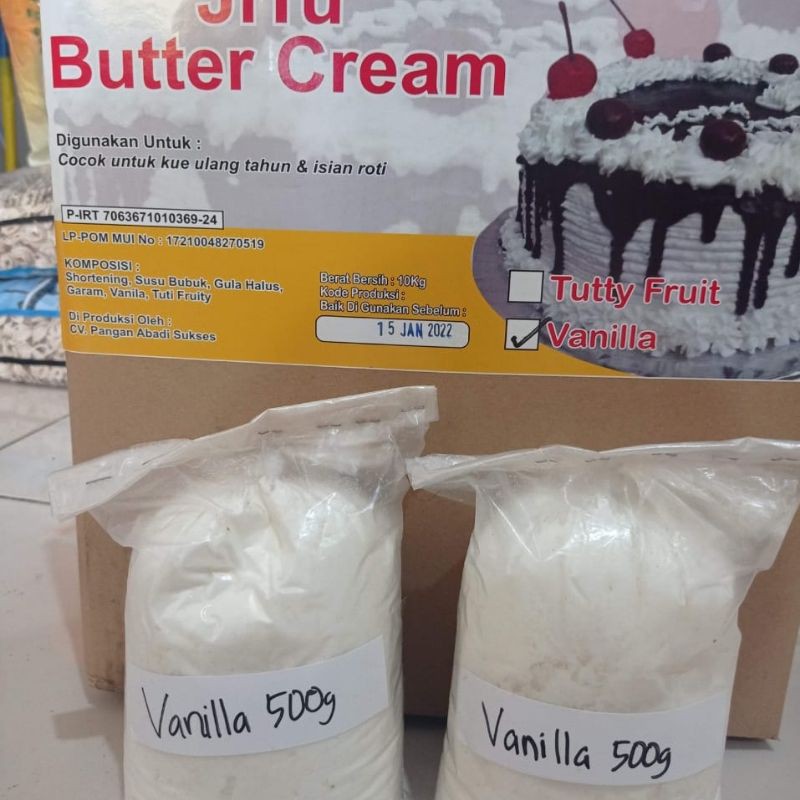 JITU
Butter Cream
Digunakan Untuk :
Cocok untuk kue ulang tahun & isian roti
P-IRT 7063671010369-24
LP-POM MUI No : 17210048270519
KOMPOSISI :
Shortening, Susu Bubuk, Gula Halus,
Garam, Vanila, Tuti Fruity
Di Produksi Oleh :
CV. Pangan Abadi Sukses
Berat Bersih : 10Kg
Kode Produksi :
Baik Di Gunakan Sebelum :
15 JAN 2022
Tutty Fruit
Vanilla
Vanilla 500g
Vanilla 500g